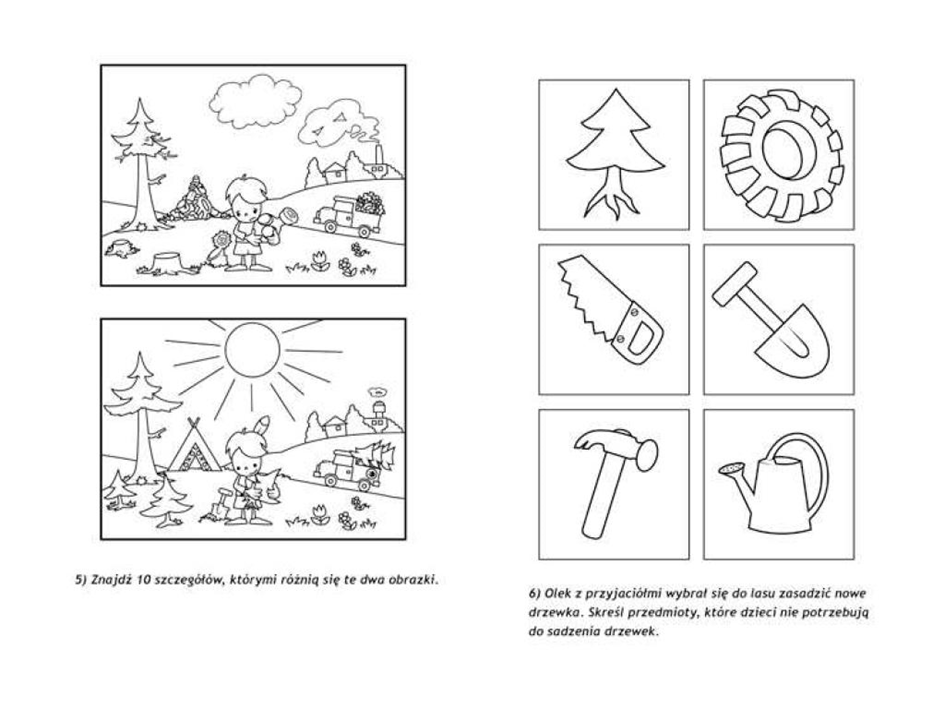 5) Znajdź 10 szczegółów, którymi różnią się te dwa obrazki.
6) Olek z przyjaciółmi wybrał się do lasu zasadzić nowe
drzewka. Skreśl przedmioty, które dzieci nie potrzebują
do sadzenia drzewek.